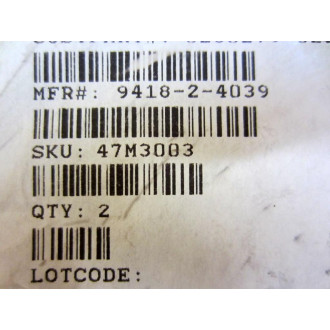 MFR#: 9418-2-4039
SKU: 47M3003
QTY: 2
LOTCODE: